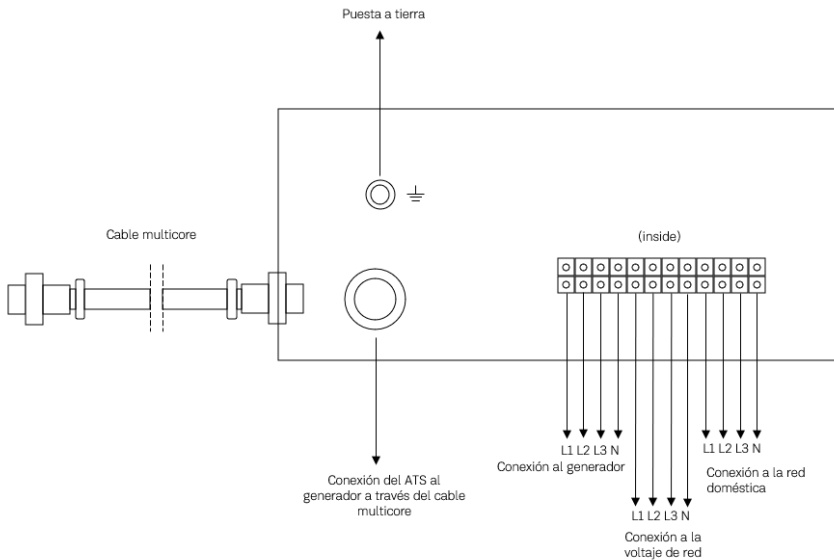 Puesta a tierra
Cable multicore
(inside)
L1 L2 L3 N
Conexión al generador
L1 L2 L3 N
Conexión a la red
doméstica
Conexión del ATS al
generador a través del cable
multicore
L1 L2 L3 N
Conexión a la
voltaje de red